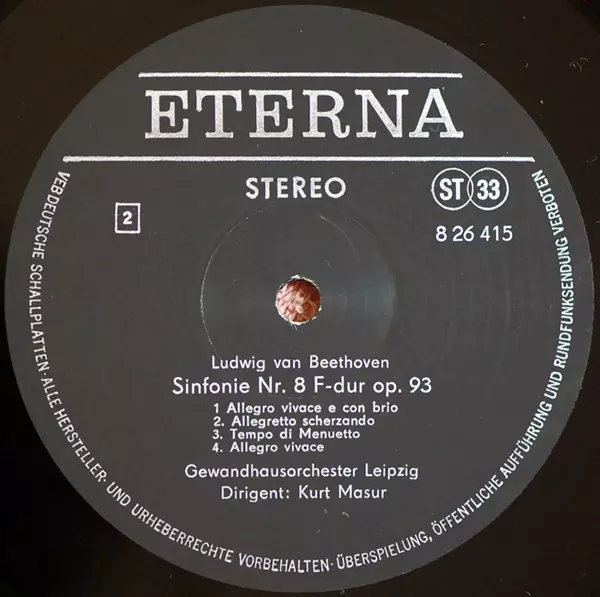 ETERNA
STEREO
ST 33
2
8 26 415
Ludwig van Beethoven
Sinfonie Nr. 8 F-dur op. 93
1 Allegro vivace e con brio
2. Allegretto scherzando
3. Tempo di Menuetto
4. Allegro vivace
Gewandhausorchester Leipzig
Dirigent: Kurt Masur
VEB DEUTSCHE SCHALLPLATTEN · ALLE HERSTELLER- UND URHEBERRECHTE VORBEHALTEN · ÜBERSPIELUNG, ÖFFENTLICHE AUFFÜHRUNG UND RUNDFUNKSENDUNG VERBOTEN